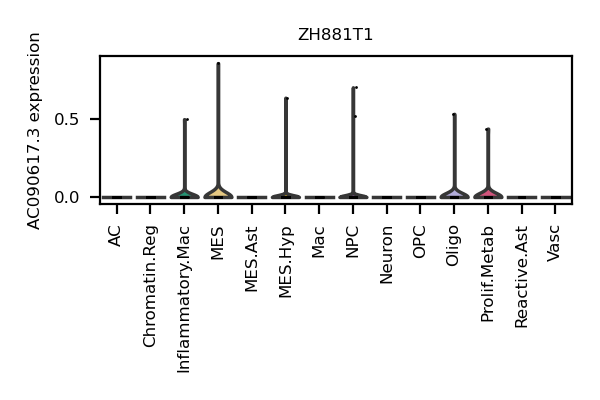 ZH881T1
AC090617.3 expression
0.5
0.0
AC
Chromatin.Reg
Inflammatory.Mac
MES
MES.Ast
MES.Hyp
Mac
NPC
Neuron
OPC
Oligo
Prolif.Metab
Reactive.Ast
Vasc